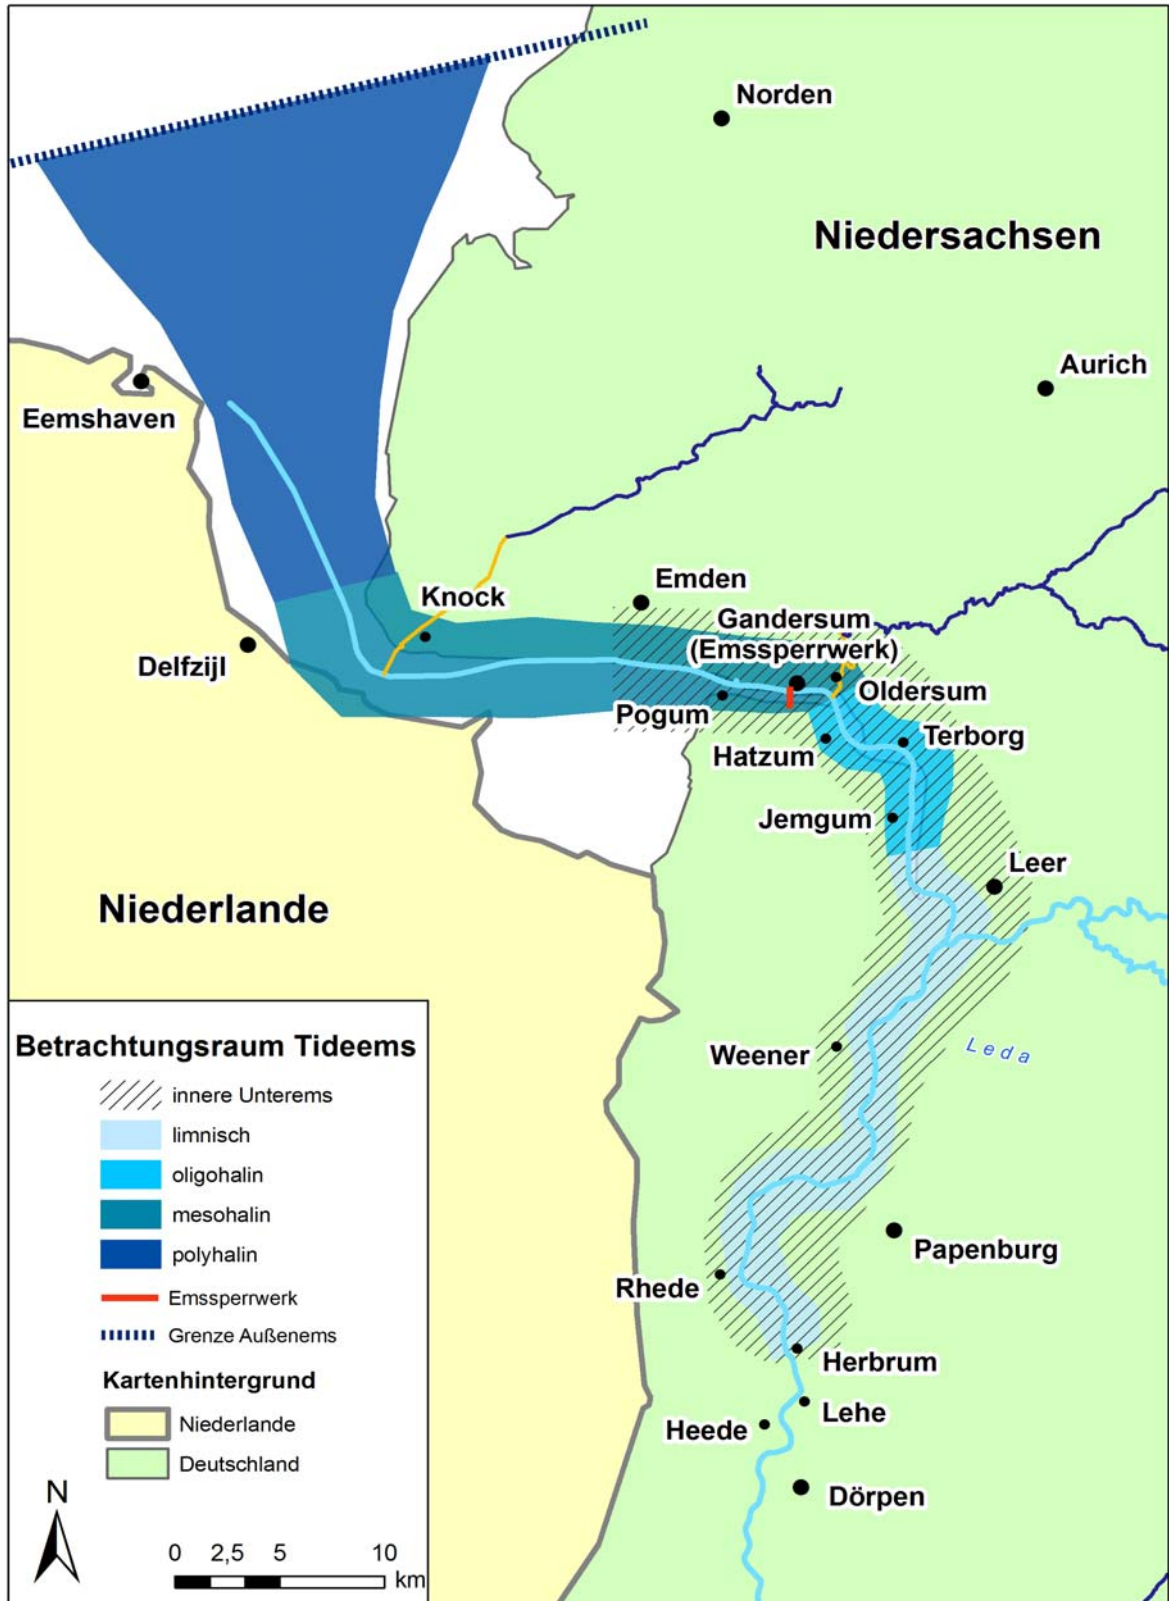 Norden
Niedersachsen
Aurich
Eemshaven
Emden
Knock
Gandersum
(Emssperrwerk)
Delfzijl
Oldersum
Pogum
Terborg
Hatzum
Jemgum
Leer
Niederlande
Leda
Weener
Papenburg
Rhede
Herbrum
Lehe
Heede
Dörpen
Betrachtungsraum Tideems
innere Unterems
limnisch
oligohalin
mesohalin
polyhalin
Emssperrwerk
Grenze Außenems
Kartenhintergrund
Niederlande
Deutschland
N
0 2,5 5 10
km